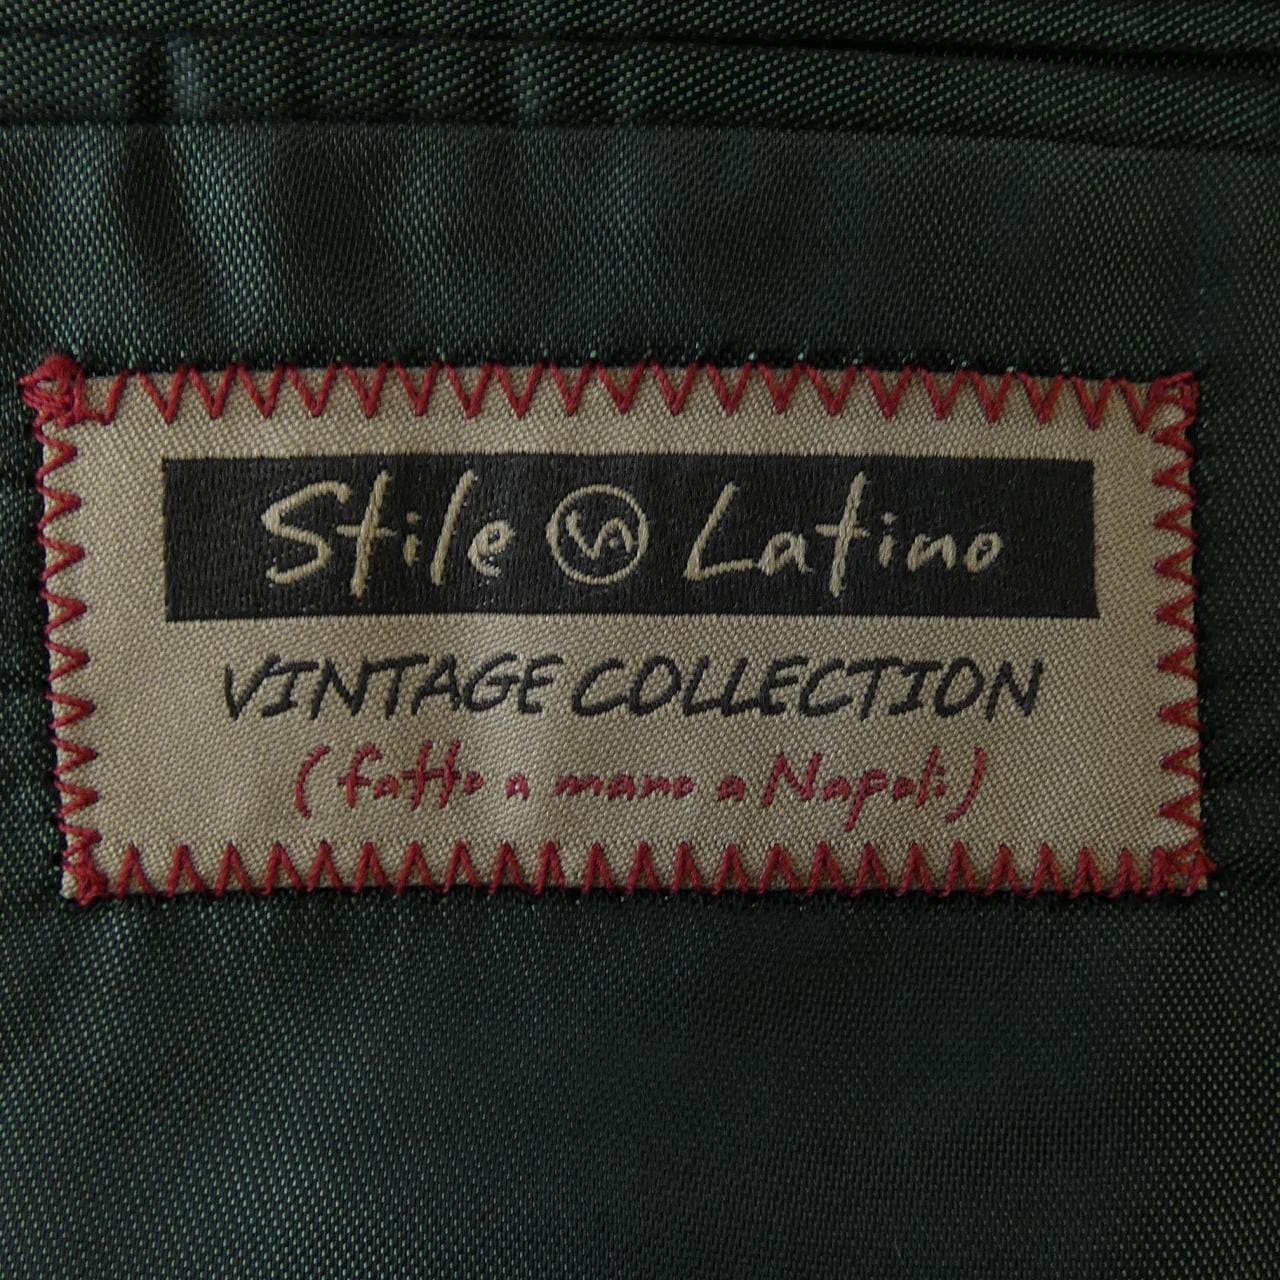 Stile S Latino
VINTAGE COLLECTION
(fatto a mano a Napoli)